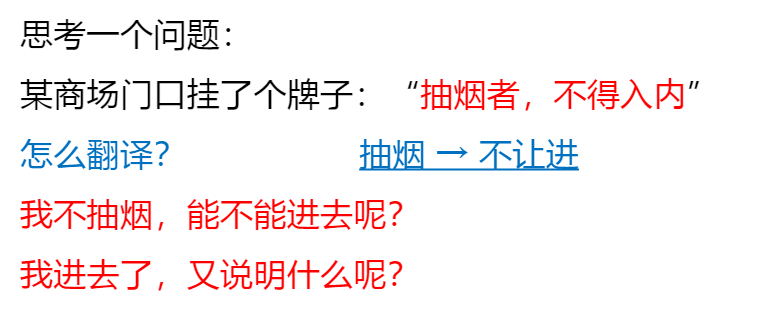 思考一个问题：
某商场门口挂了个牌子：“抽烟者，不得入内”
怎么翻译？ 抽烟 → 不让进
我不抽烟，能不能进去呢？
我进去了，又说明什么呢？